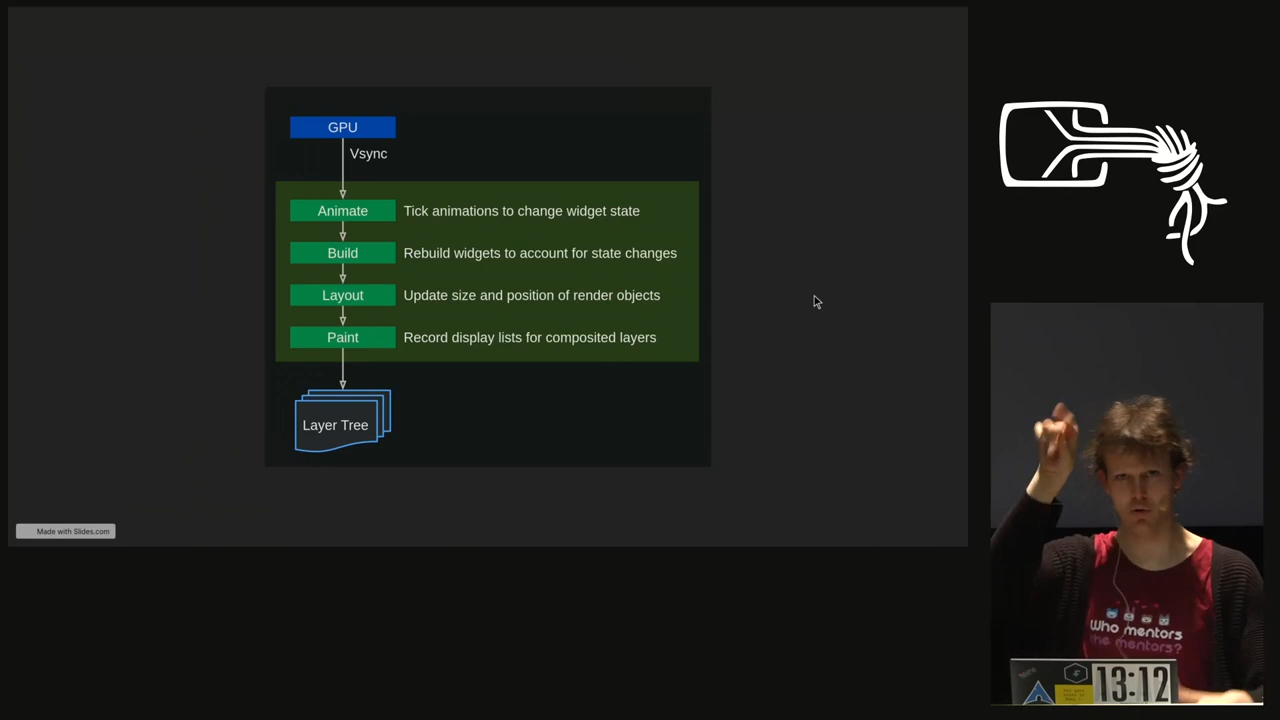 GPU
Vsync
Animate Tick animations to change widget state
Build Rebuild widgets to account for state changes
Layout Update size and position of render objects
Paint Record display lists for composited layers
Layer Tree
Made with Slides.com
Who mentors
the mentors?
13:12